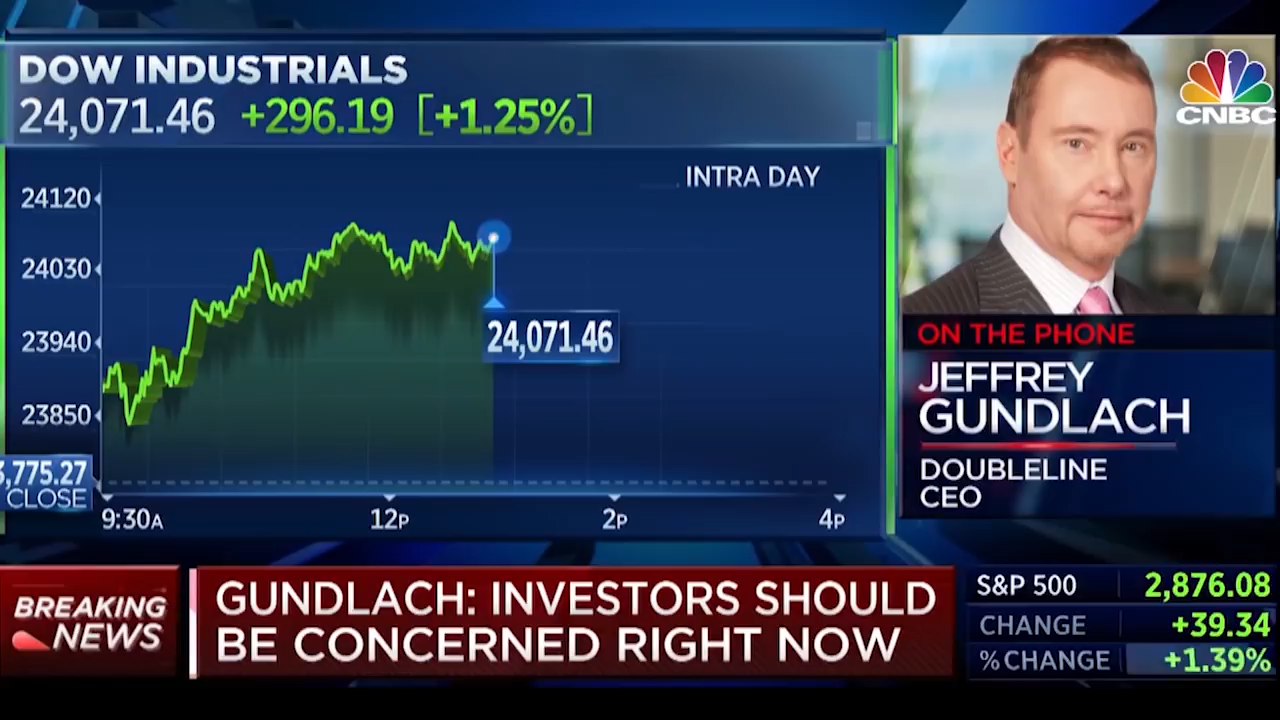 DOW INDUSTRIALS
24,071.46 +296.19 [+1.25%]
INTRA DAY
24120
24030
23940
23850
24,071.46
3,775.27
CLOSE
9:30A 12P 2P 4P
CNBC
ON THE PHONE
JEFFREY
GUNDLACH
DOUBLELINE
CEO
BREAKING
NEWS
GUNDLACH: INVESTORS SHOULD
BE CONCERNED RIGHT NOW
S&P 500 2,876.08
CHANGE +39.34
% CHANGE +1.39%